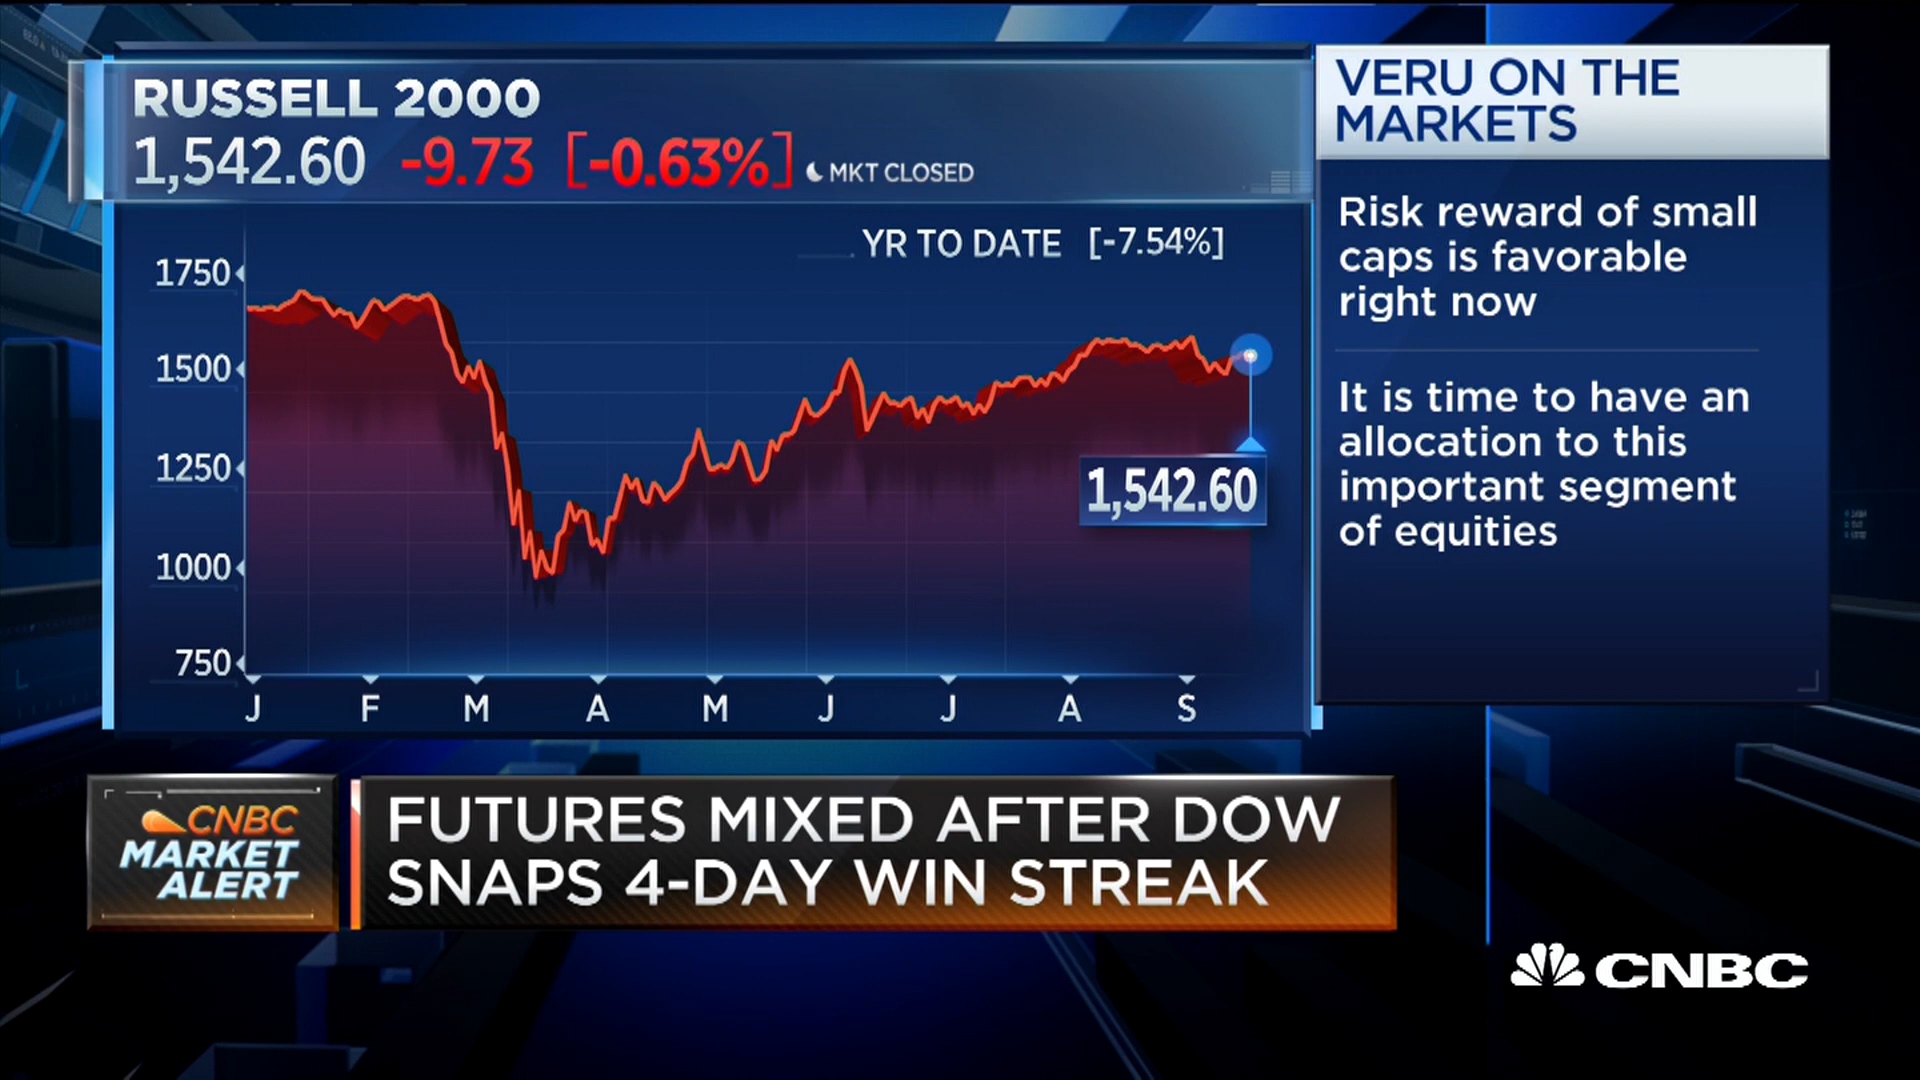 RUSSELL 2000
1,542.60 -9.73 [-0.63%] MKT CLOSED
YR TO DATE [-7.54%]
1750
1500
1250
1000
750
1,542.60
J F M A M J J A S
VERU ON THE
MARKETS
Risk reward of small
caps is favorable
right now
It is time to have an
allocation to this
important segment
of equities
CNBC
MARKET
ALERT
FUTURES MIXED AFTER DOW
SNAPS 4-DAY WIN STREAK
CNBC